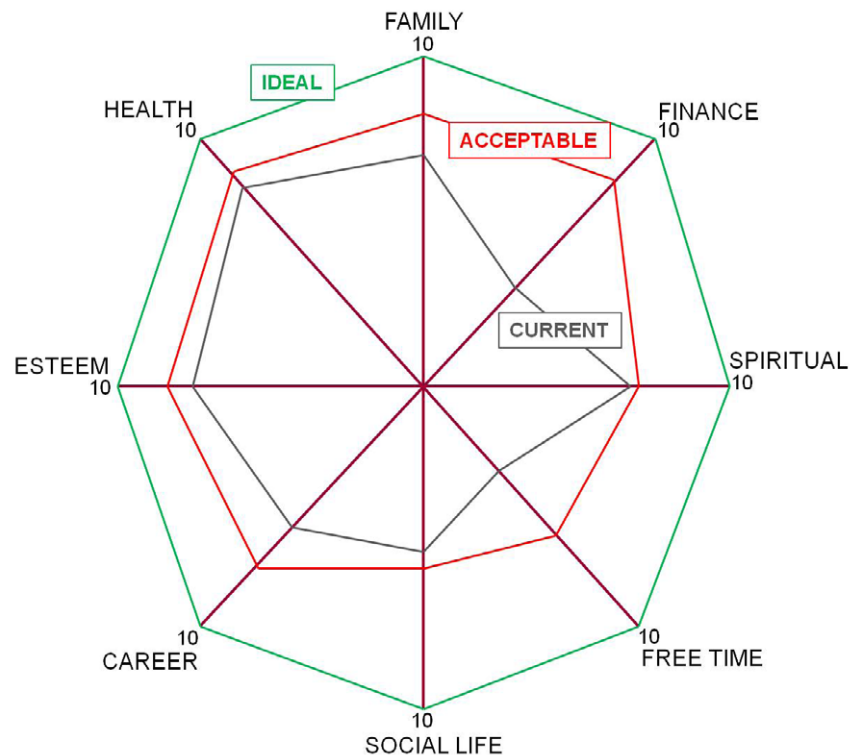 FAMILY
10
IDEAL
HEALTH
10
FINANCE
10
ACCEPTABLE
CURRENT
ESTEEM
10
SPIRITUAL
10
CAREER
10
FREE TIME
10
10
SOCIAL LIFE